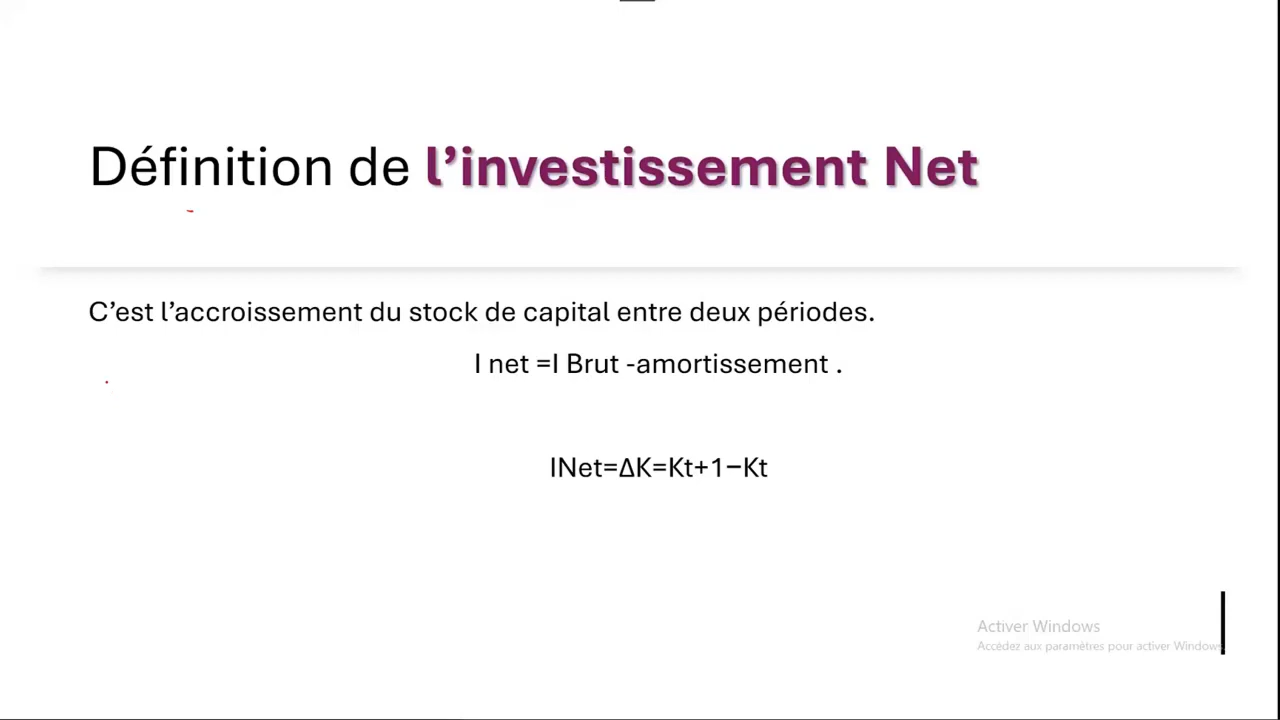 Définition de l’investissement Net
C’est l’accroissement du stock de capital entre deux périodes.
I net =I Brut -amortissement .
INet=ΔK=Kt+1−Kt
Activer Windows
Accédez aux paramètres pour activer Windows.